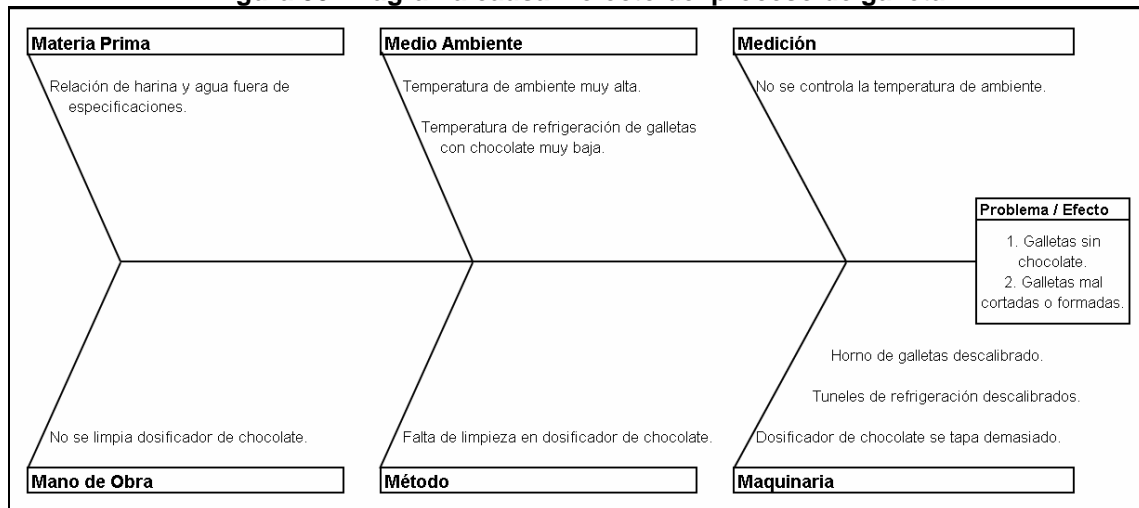 Materia Prima
Medio Ambiente
Medición
Relación de harina y agua fuera de
especificaciones.
Temperatura de ambiente muy alta.
Temperatura de refrigeración de galletas
con chocolate muy baja.
No se controla la temperatura de ambiente.
Problema / Efecto
1. Galletas sin
chocolate.
2. Galletas mal
cortadas o formadas.
Horno de galletas descalibrado.
Tuneles de refrigeración descalibrados.
No se limpia dosificador de chocolate.
Falta de limpieza en dosificador de chocolate.
Dosificador de chocolate se tapa demasiado.
Mano de Obra
Método
Maquinaria